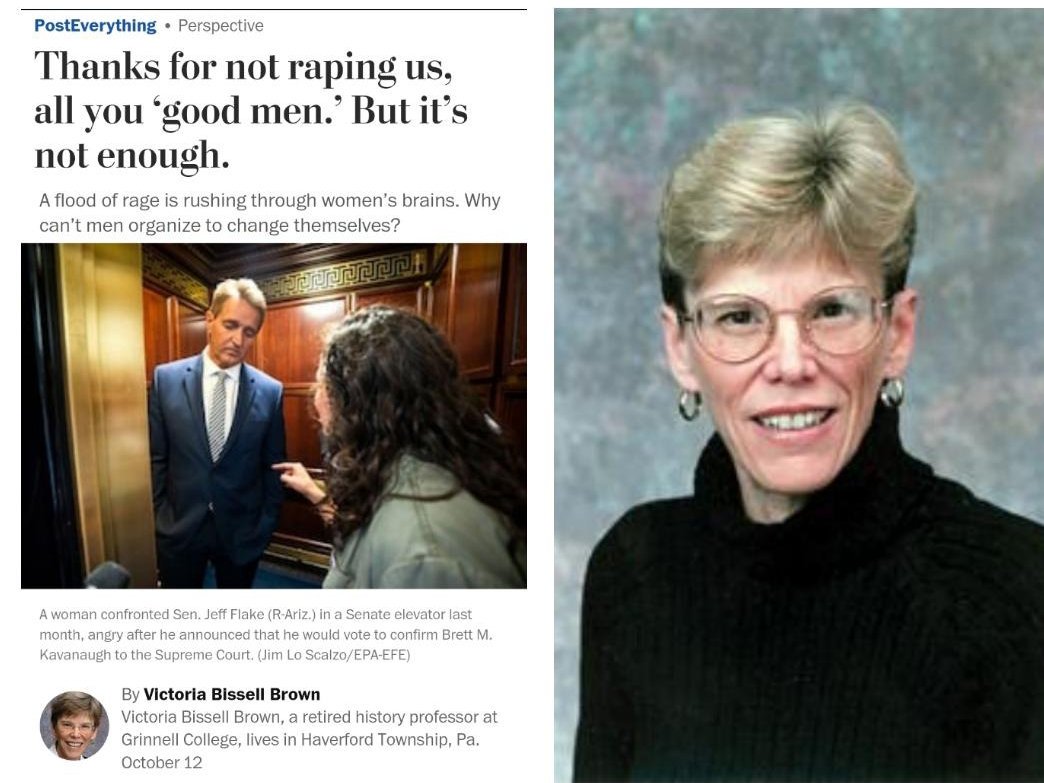 PostEverything • Perspective
Thanks for not raping us,
all you ‘good men.’ But it’s
not enough.
A flood of rage is rushing through women’s brains. Why
can’t men organize to change themselves?
A woman confronted Sen. Jeff Flake (R-Ariz.) in a Senate elevator last
month, angry after he announced that he would vote to confirm Brett M.
Kavanaugh to the Supreme Court. (Jim Lo Scalzo/EPA-EFE)
By Victoria Bissell Brown
Victoria Bissell Brown, a retired history professor at
Grinnell College, lives in Haverford Township, Pa.
October 12